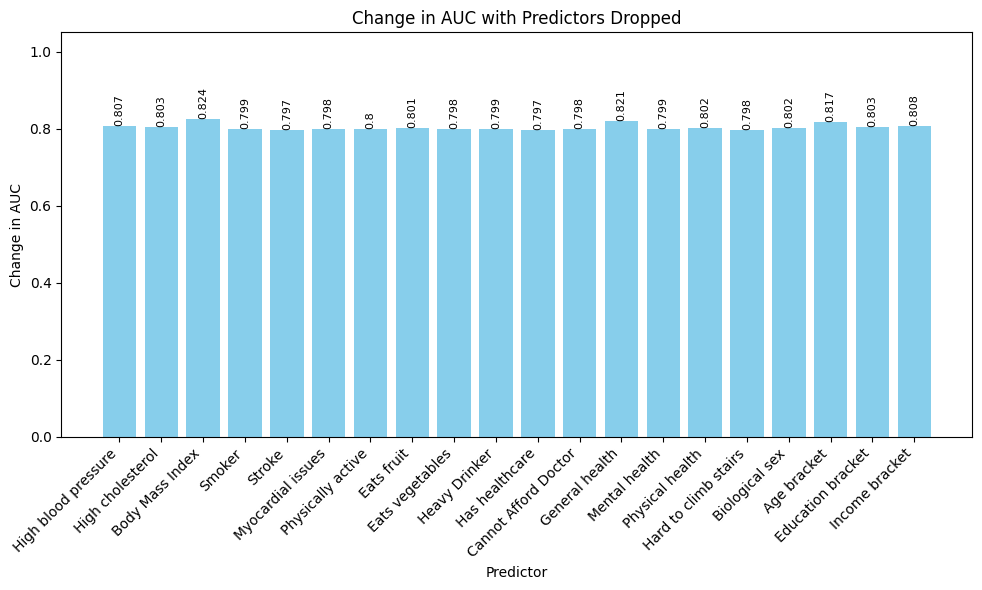 Change in AUC with Predictors Dropped
Change in AUC
1.0
0.8
0.6
0.4
0.2
0.0
0.807
0.803
0.824
0.799
0.797
0.798
0.8
0.801
0.798
0.799
0.797
0.798
0.821
0.799
0.802
0.798
0.802
0.817
0.803
0.808
High blood pressure
High cholesterol
Body Mass Index
Smoker
Stroke
Myocardial issues
Physically active
Eats fruit
Eats vegetables
Heavy Drinker
Has healthcare
Cannot Afford Doctor
General health
Mental health
Physical health
Hard to climb stairs
Biological sex
Age bracket
Education bracket
Income bracket
Predictor